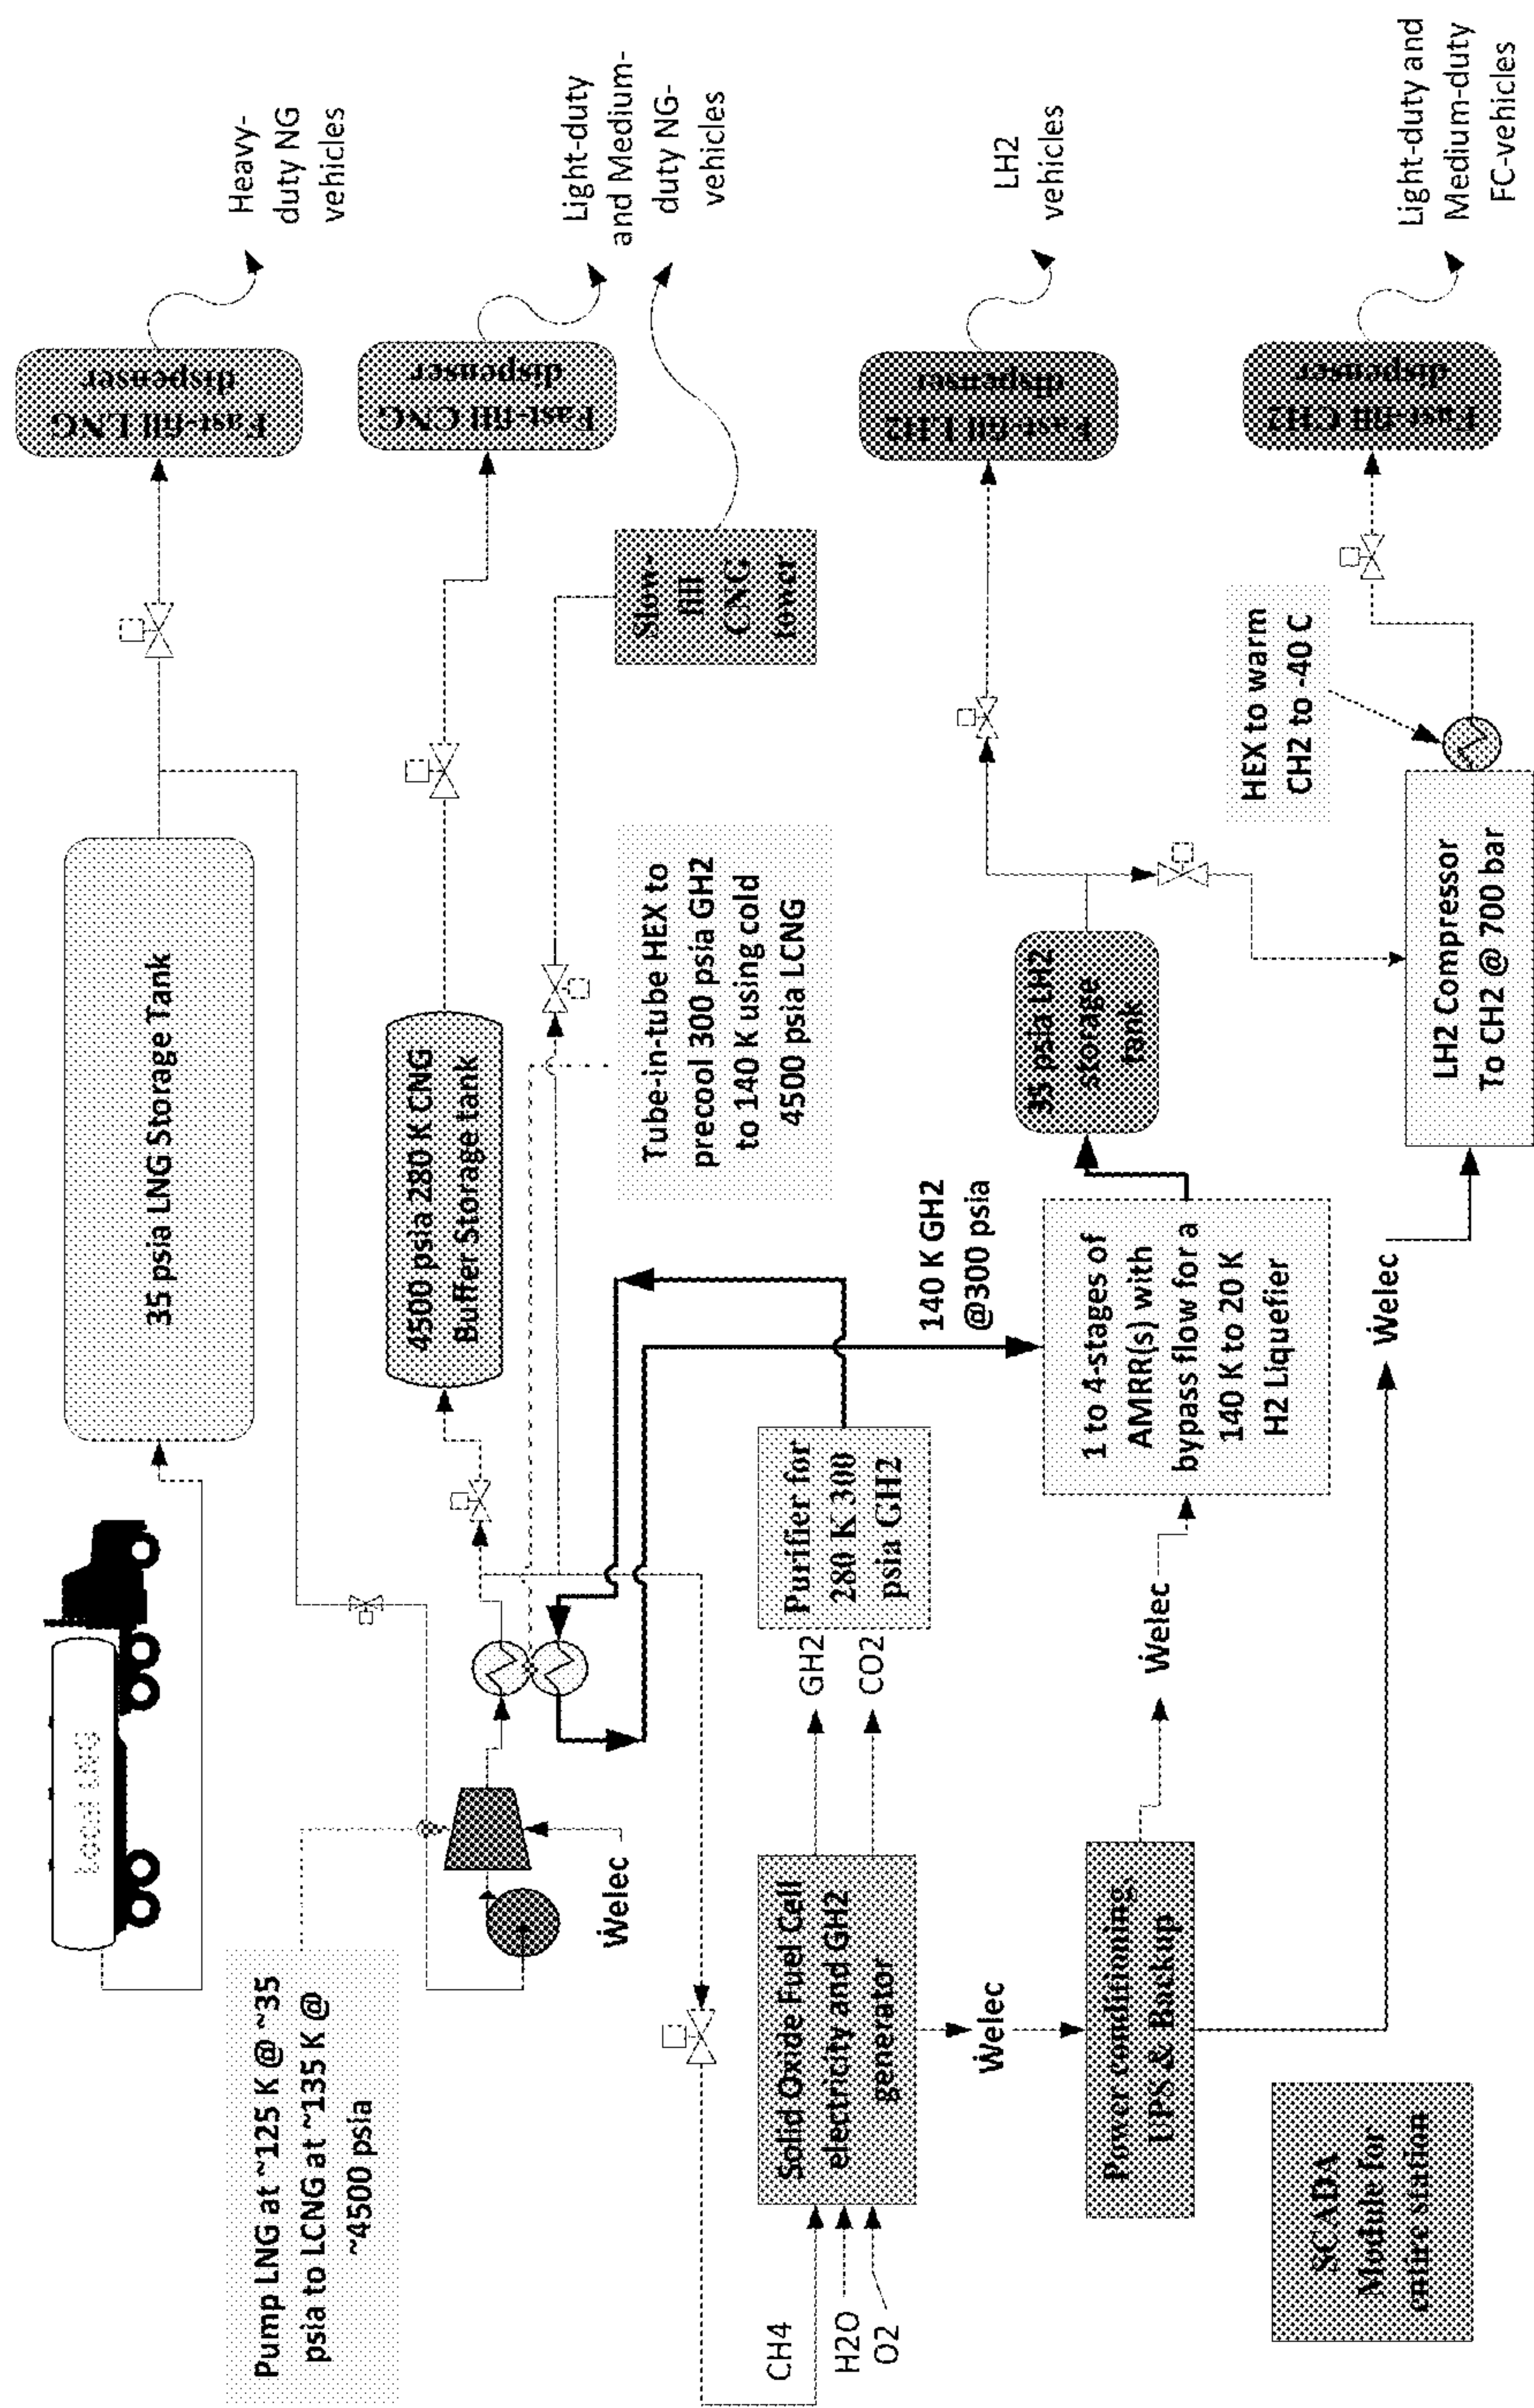 Local LNG
35 psia LNG Storage Tank
Fast-fill LNG
dispenser
Heavy-
duty NG
vehicles
Pump LNG at ~125 K @ ~35
psia to LCNG at ~135 K @
~4500 psia
Ẇelec
4500 psia 280 K CNG
Buffer Storage tank
Fast-fill CNG
dispenser
Light-duty
and Medium-
duty NG-
vehicles
Slow-
fill
CNG
tower
Tube-in-tube HEX to
precool 300 psia GH2
to 140 K using cold
4500 psia LCNG
CH4
H2O
O2
Solid Oxide Fuel Cell
electricity and GH2
generator
GH2
CO2
Purifier for
280 K 300
psia GH2
140 K GH2
@300 psia
Ẇelec
Power conditioning,
UPS & Backup
Ẇelec
1 to 4-stages of
AMRR(s) with
bypass flow for a
140 K to 20 K
H2 Liquefier
35 psia LH2
storage
tank
Fast-fill LH2
dispenser
LH2
vehicles
SCADA
Module for
entire station
Ẇelec
LH2 Compressor
To CH2 @ 700 bar
HEX to warm
CH2 to -40 C
Fast-fill CH2
dispenser
Light-duty and
Medium-duty
FC-vehicles